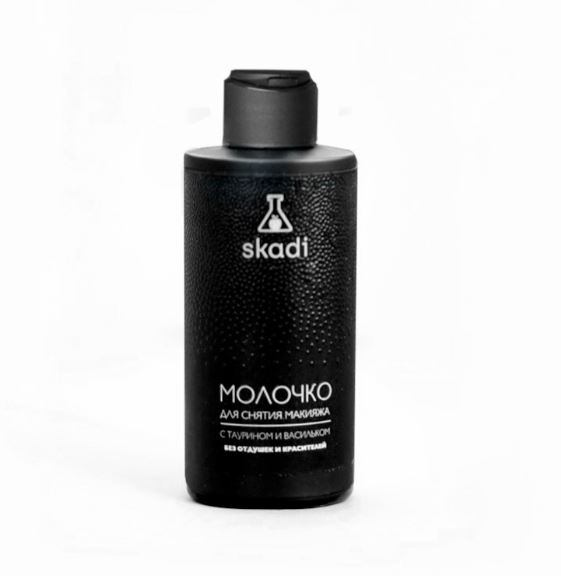 skadi
МОЛОЧКО
ДЛЯ СНЯТИЯ МАКИЯЖА
С ТАУРИНОМ И ВАСИЛЬКОМ
БЕЗ ОТДУШЕК И КРАСИТЕЛЕЙ